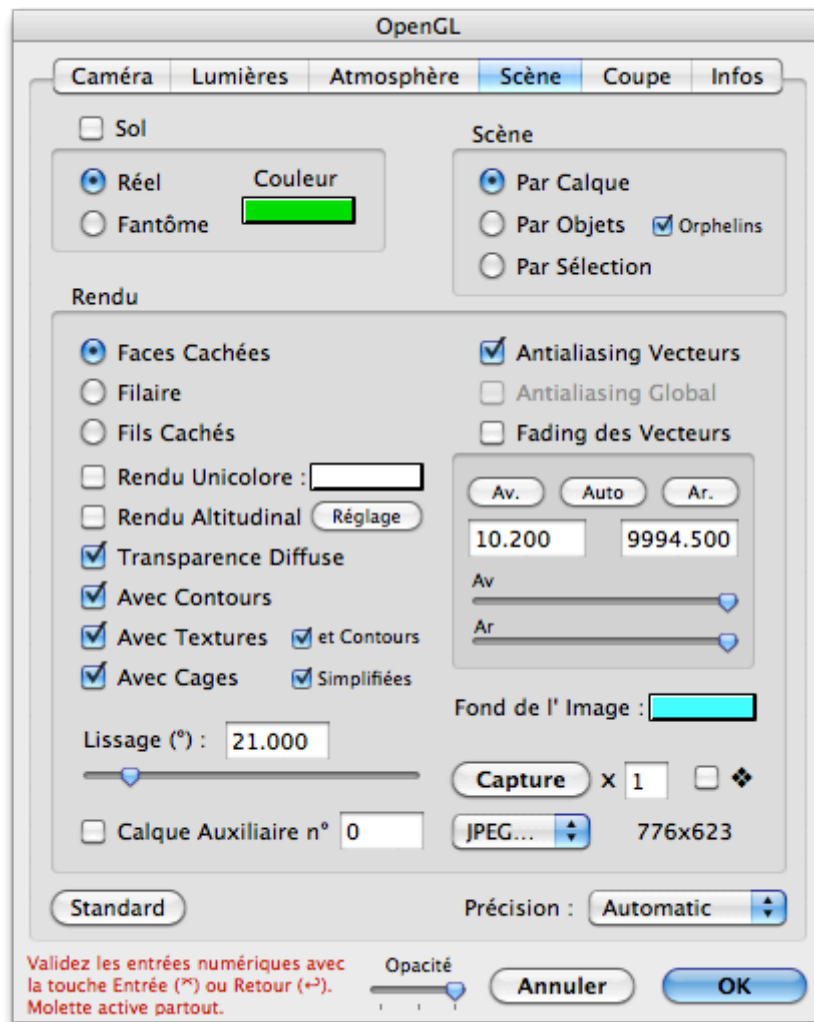 OpenGL
Caméra Lumières Atmosphère Scène Coupe Infos
Sol
Réel
Couleur
Fantôme
Scène
Par Calque
Par Objets Orphelins
Par Sélection
Rendu
Faces Cachées
Filaire
Fils Cachés
Rendu Unicolore :
Rendu Altitudinal Réglage
Transparence Diffuse
Avec Contours
Avec Textures et Contours
Avec Cages Simplifiées
Lissage (°) : 21.000
Calque Auxiliaire n° 0
Antialiasing Vecteurs
Antialiasing Global
Fading des Vecteurs
Av. Auto Ar.
10.200 9994.500
Av
Ar
Fond de l' Image :
Capture X 1 ❖
JPEG... 776x623
Standard
Précision : Automatic
Validez les entrées numériques avec
la touche Entrée (⌤) ou Retour (⏎).
Molette active partout.
Opacité
Annuler
OK